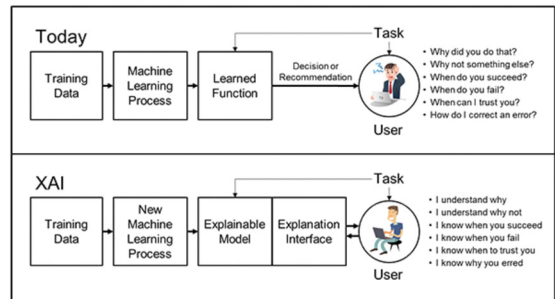 Today
Task
Training
Data
Machine
Learning
Process
Learned
Function
Decision or
Recommendation
User
• Why did you do that?
• Why not something else?
• When do you succeed?
• When do you fail?
• When can I trust you?
• How do I correct an error?
XAI
Task
Training
Data
New
Machine
Learning
Process
Explainable
Model
Explanation
Interface
User
• I understand why
• I understand why not
• I know when you succeed
• I know when you fail
• I know when to trust you
• I know why you erred